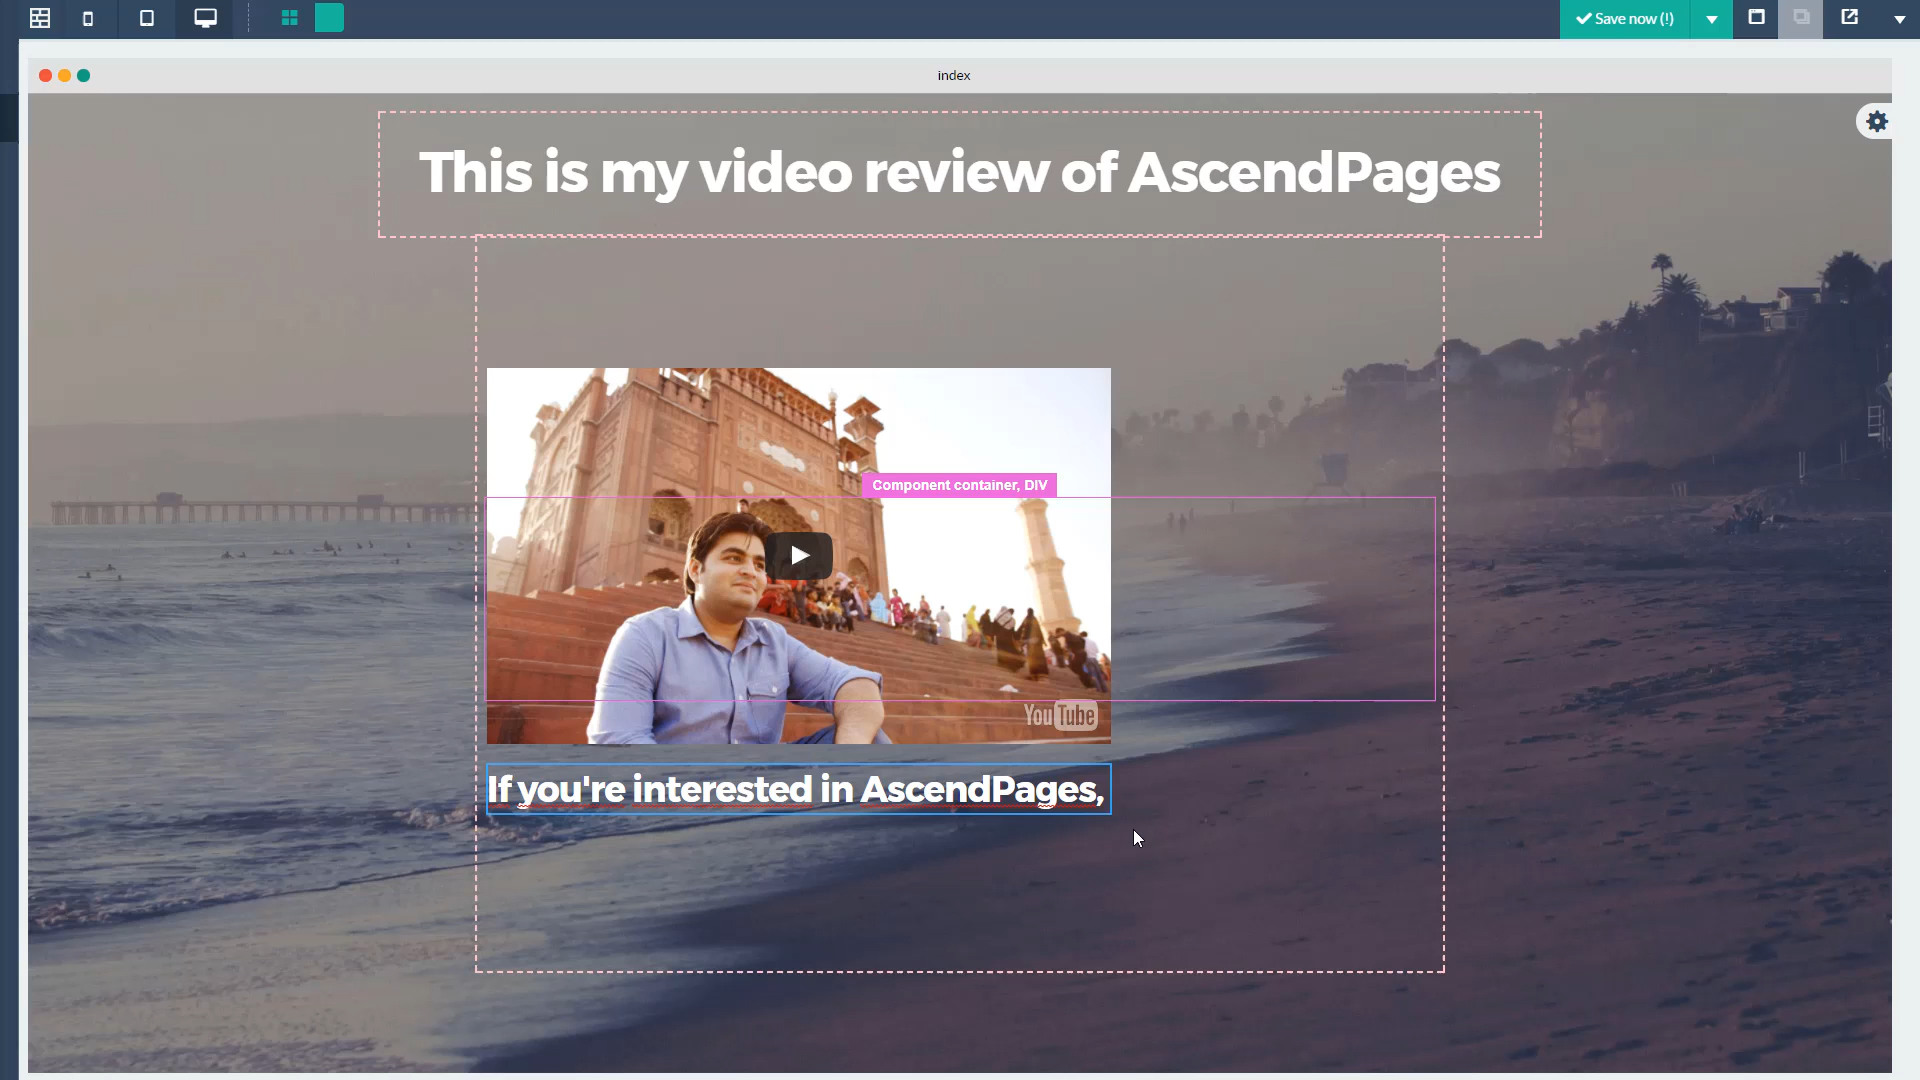 Save now (!)
index
This is my video review of AscendPages
Component container, DIV
YouTube
If you're interested in AscendPages,